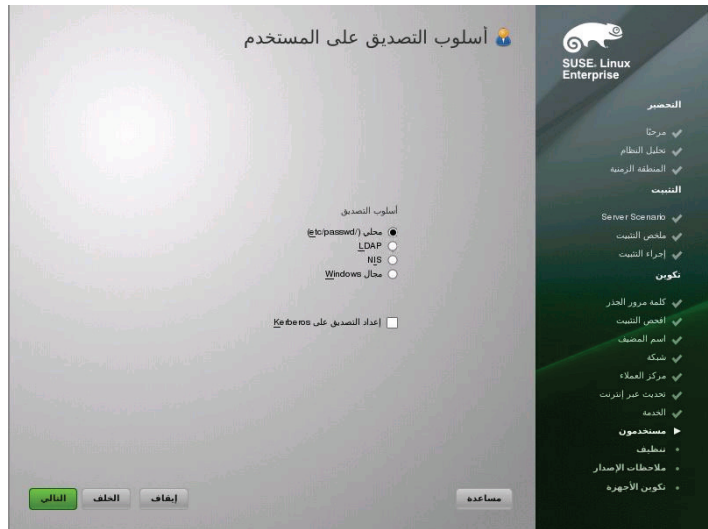 أسلوب التصديق على المستخدم
أسلوب التصديق
محلي (/etc/passwd)
LDAP
NIS
مجال Windows
إعداد التصديق على Kerberos
مساعدة
إيقاف
الخلف
التالي
SUSE. Linux
Enterprise
التحضير
مرحبًا
تحليل النظام
المنطقة الزمنية
التثبيت
Server Scenario
ملخص التثبيت
إجراء التثبيت
تكوين
كلمة مرور الجذر
افحص التثبيت
اسم المضيف
شبكة
مركز العملاء
تحديث عبر إنترنت
الخدمة
مستخدمون
تنظيف
ملاحظات الإصدار
تكوين الأجهزة